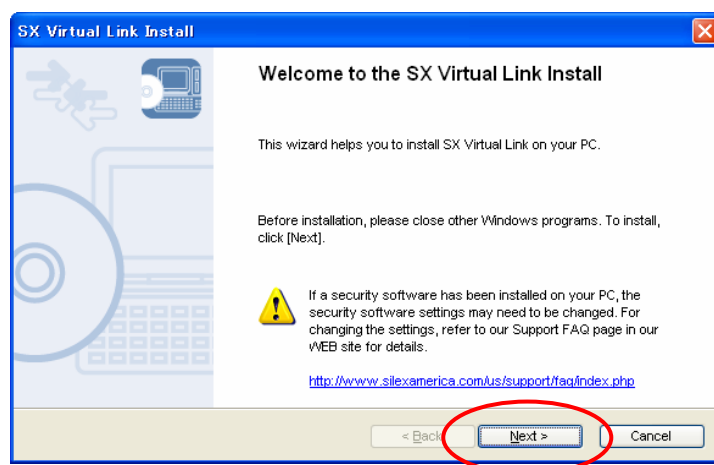 SX Virtual Link Install
Welcome to the SX Virtual Link Install
This wizard helps you to install SX Virtual Link on your PC.
Before installation, please close other Windows programs. To install,
click [Next].
If a security software has been installed on your PC, the
security software settings may need to be changed. For
changing the settings, refer to our Support FAQ page in our
WEB site for details.
http://www.silexamerica.com/us/support/faq/index.php
< Back
Next >
Cancel